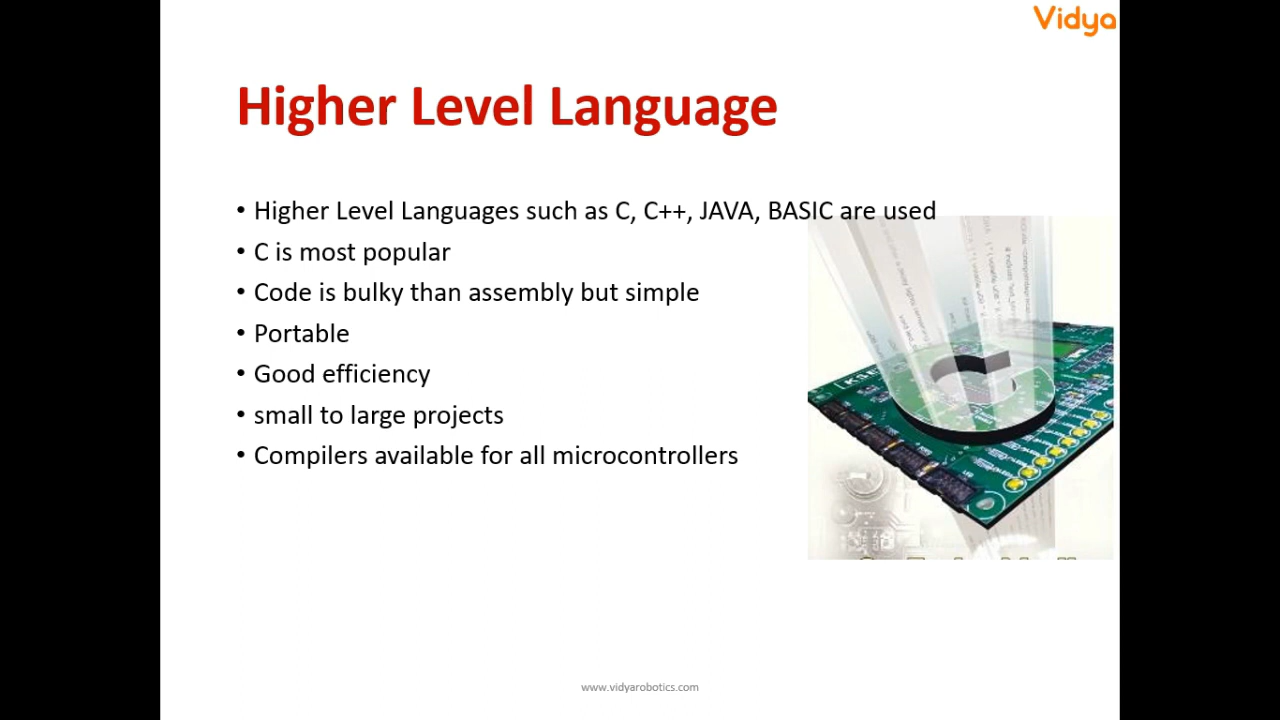 Vidya
Higher Level Language
• Higher Level Languages such as C, C++, JAVA, BASIC are used
• C is most popular
• Code is bulky than assembly but simple
• Portable
• Good efficiency
• small to large projects
• Compilers available for all microcontrollers
C
www.vidyarobotics.com